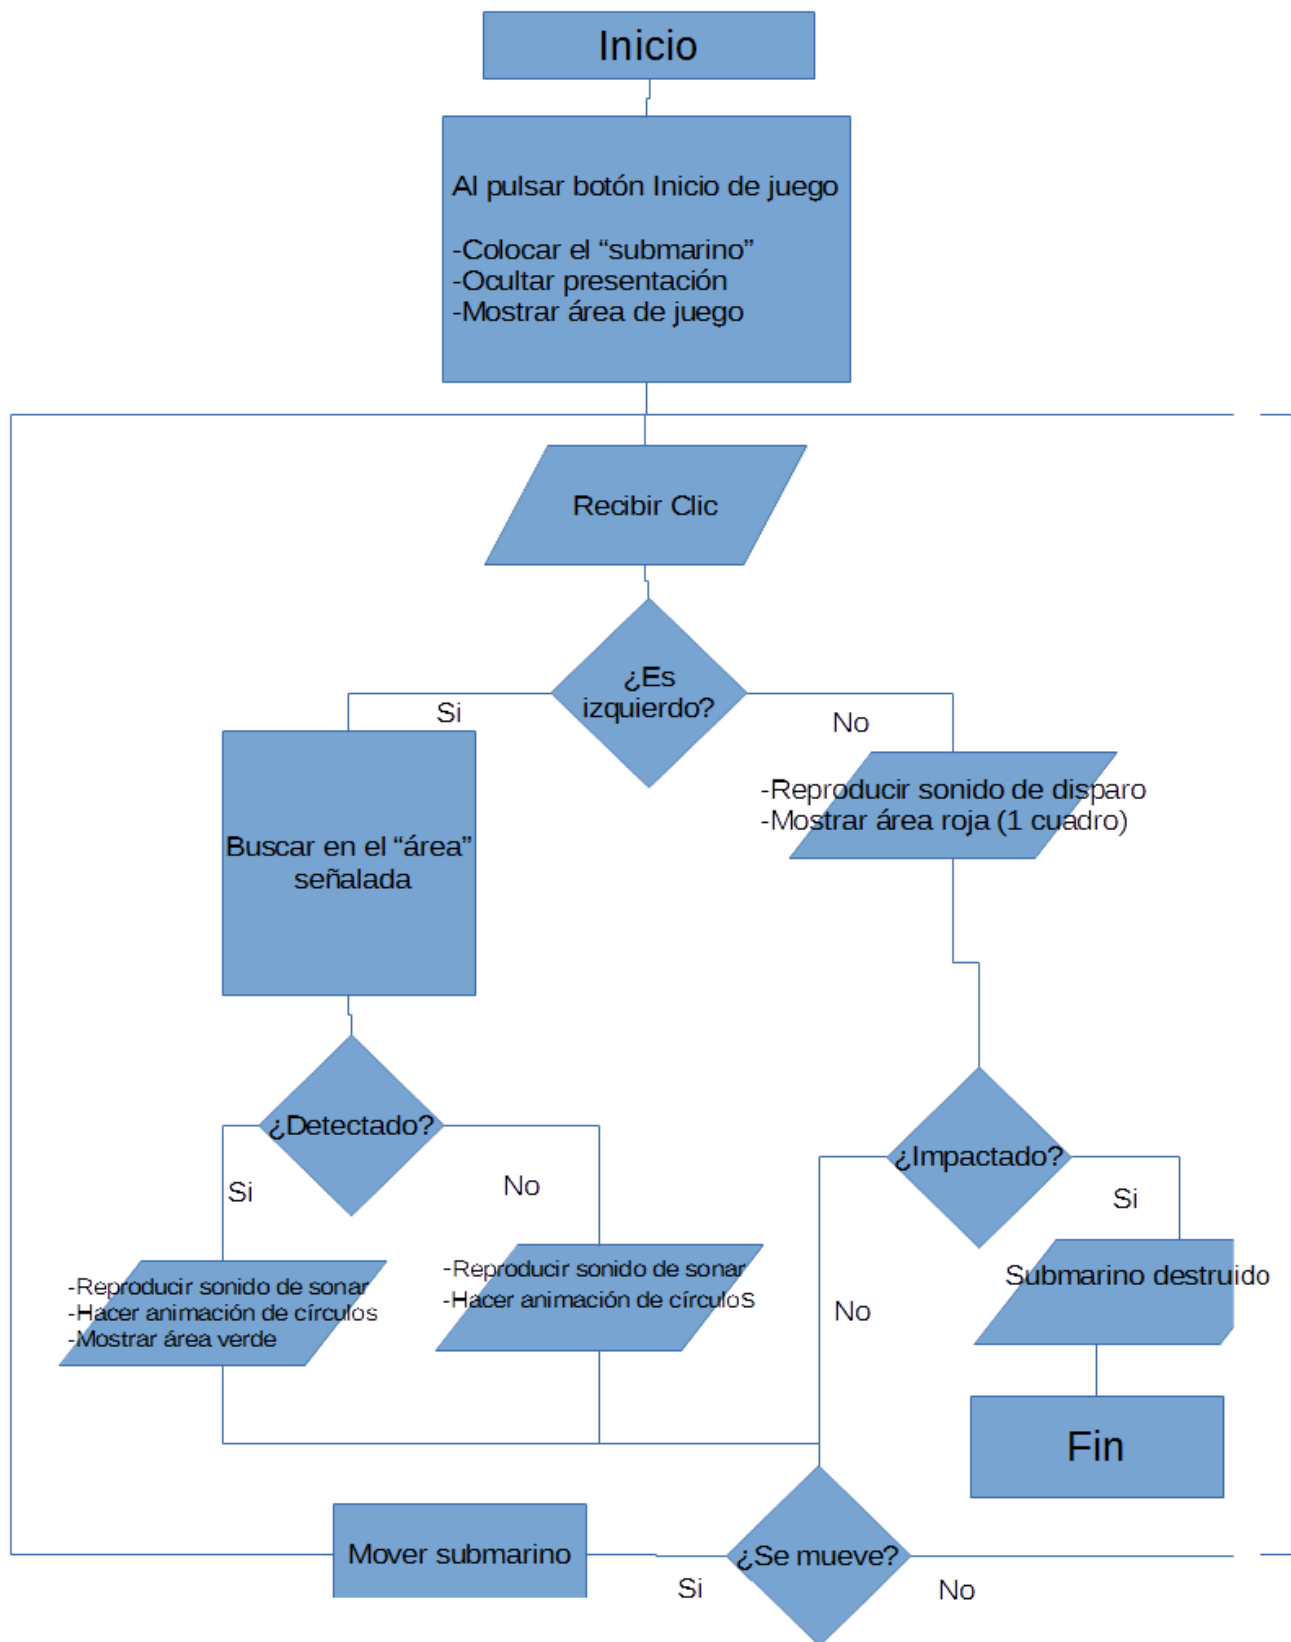 Inicio
Al pulsar botón Inicio de juego
-Colocar el “submarino”
-Ocultar presentación
-Mostrar área de juego
Recibir Clic
¿Es
izquierdo?
Si
No
-Reproducir sonido de disparo
-Mostrar área roja (1 cuadro)
Buscar en el “área”
señalada
¿Detectado?
¿Impactado?
Si
No
Si
-Reproducir sonido de sonar
-Hacer animación de círculos
-Mostrar área verde
-Reproducir sonido de sonar
-Hacer animación de círculos
Submarino destruido
No
Fin
Mover submarino
¿Se mueve?
Si
No